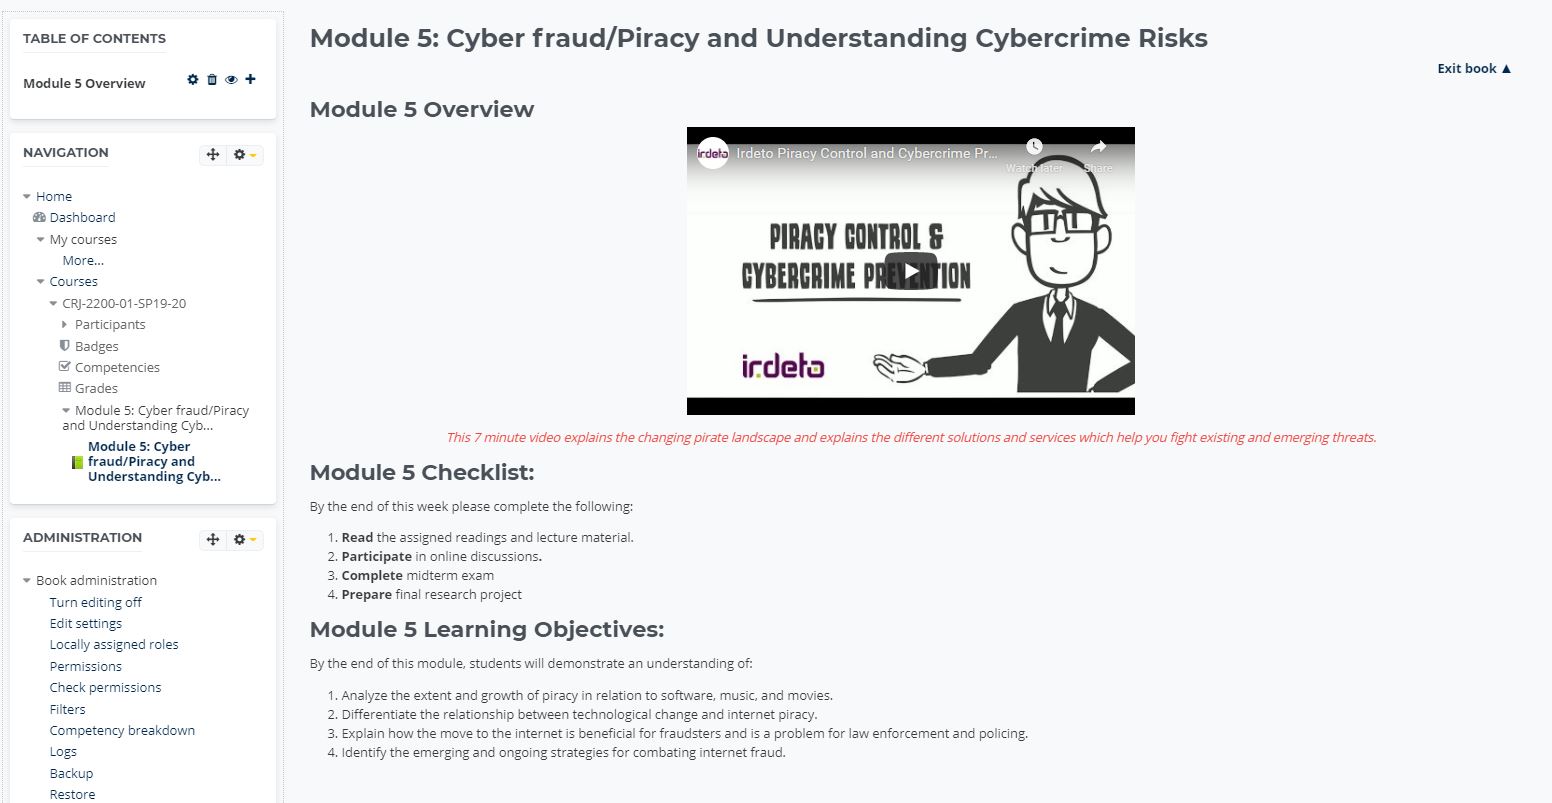 TABLE OF CONTENTS
Module 5 Overview
NAVIGATION
Home
Dashboard
My courses
More...
Courses
CRJ-2200-01-SP19-20
Participants
Badges
Competencies
Grades
Module 5: Cyber fraud/Piracy
and Understanding Cyb...
Module 5: Cyber
fraud/Piracy and
Understanding Cyb...
ADMINISTRATION
Book administration
Turn editing off
Edit settings
Locally assigned roles
Permissions
Check permissions
Filters
Competency breakdown
Logs
Backup
Restore
Module 5: Cyber fraud/Piracy and Understanding Cybercrime Risks
Exit book ▲
Module 5 Overview
irdeto
Irdeto Piracy Control and Cybercrime Pr...
Watch later
Share
PIRACY CONTROL &
CYBERCRIME PREVENTION
irdeto
This 7 minute video explains the changing pirate landscape and explains the different solutions and services which help you fight existing and emerging threats.
Module 5 Checklist:
By the end of this week please complete the following:
1. Read the assigned readings and lecture material.
2. Participate in online discussions.
3. Complete midterm exam
4. Prepare final research project
Module 5 Learning Objectives:
By the end of this module, students will demonstrate an understanding of:
1. Analyze the extent and growth of piracy in relation to software, music, and movies.
2. Differentiate the relationship between technological change and internet piracy.
3. Explain how the move to the internet is beneficial for fraudsters and is a problem for law enforcement and policing.
4. Identify the emerging and ongoing strategies for combating internet fraud.